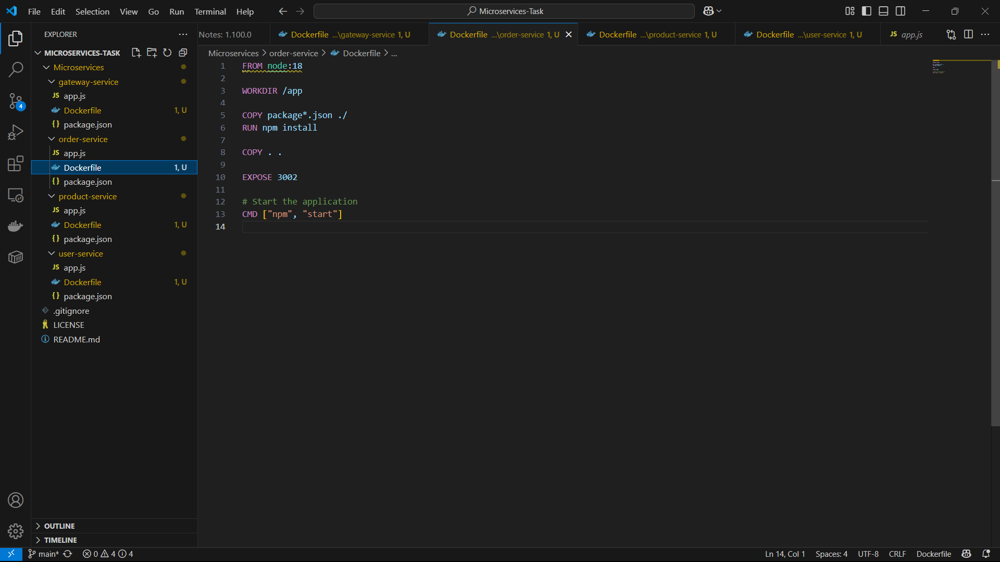 File Edit Selection View Go Run Terminal Help
Microservices-Task
EXPLORER
MICROSERVICES-TASK
Microservices
gateway-service
JS app.js
Dockerfile 1, U
{} package.json
order-service
JS app.js
Dockerfile 1, U
{} package.json
product-service
JS app.js
Dockerfile 1, U
{} package.json
user-service
JS app.js
Dockerfile 1, U
{} package.json
.gitignore
LICENSE
README.md
OUTLINE
TIMELINE
4
Notes: 1.100.0
Dockerfile ...\gateway-service 1, U
Dockerfile ...\order-service 1, U
Dockerfile ...\product-service 1, U
Dockerfile ...\user-service 1, U
JS app.js
Microservices > order-service > Dockerfile > ...
1 FROM node:18
2
3 WORKDIR /app
4
5 COPY package*.json ./
6 RUN npm install
7
8 COPY . .
9
10 EXPOSE 3002
11
12 # Start the application
13 CMD ["npm", "start"]
14
main* 0 4 4
Ln 14, Col 1 Spaces: 4 UTF-8 CRLF Dockerfile